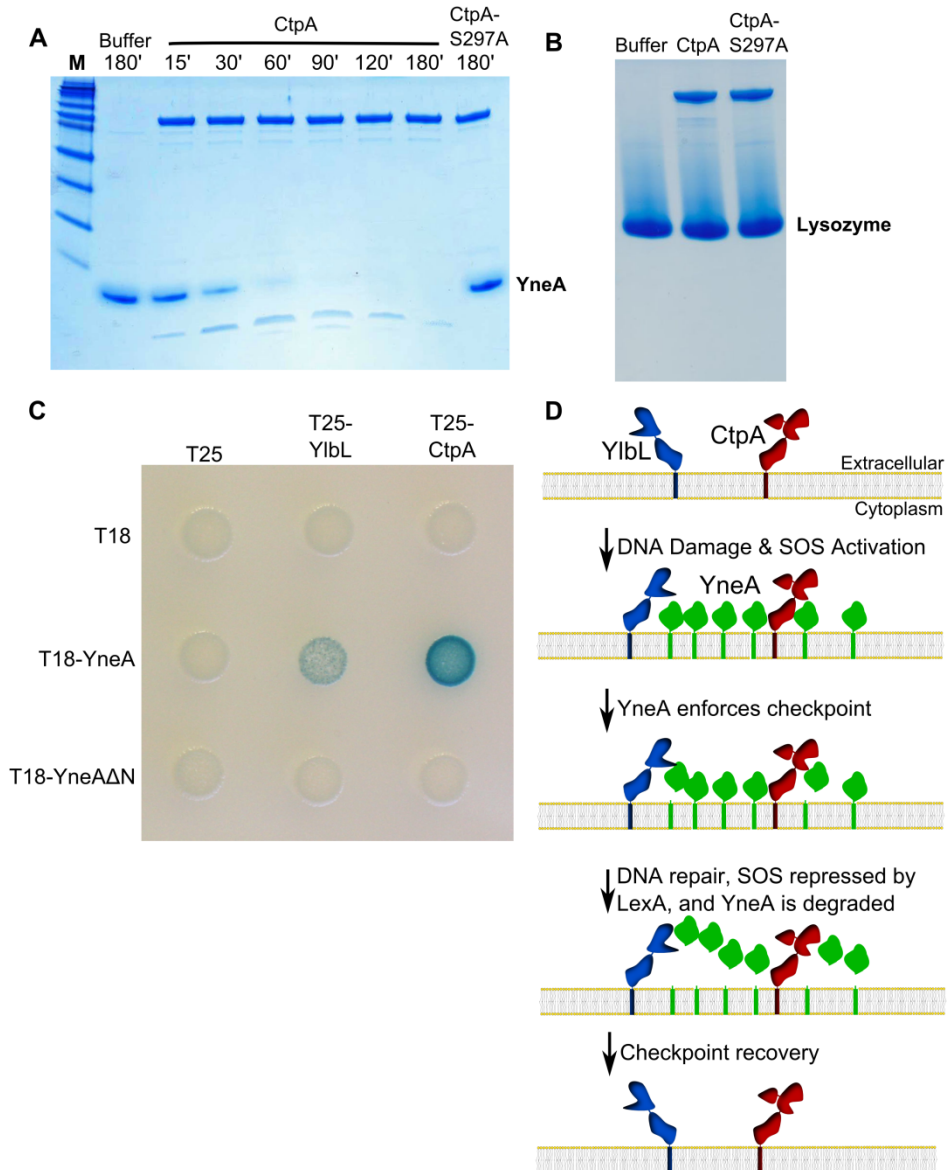 A
M
Buffer
180'
CtpA
15' 30' 60' 90' 120' 180'
CtpA-
S297A
180'
YneA
B
Buffer
CtpA
CtpA-
S297A
Lysozyme
C
T25
T25-
YlbL
T25-
CtpA
T18
T18-YneA
T18-YneAΔN
D
YlbL
CtpA
Extracellular
Cytoplasm
DNA Damage & SOS Activation
YneA
YneA enforces checkpoint
DNA repair, SOS repressed by
LexA, and YneA is degraded
Checkpoint recovery